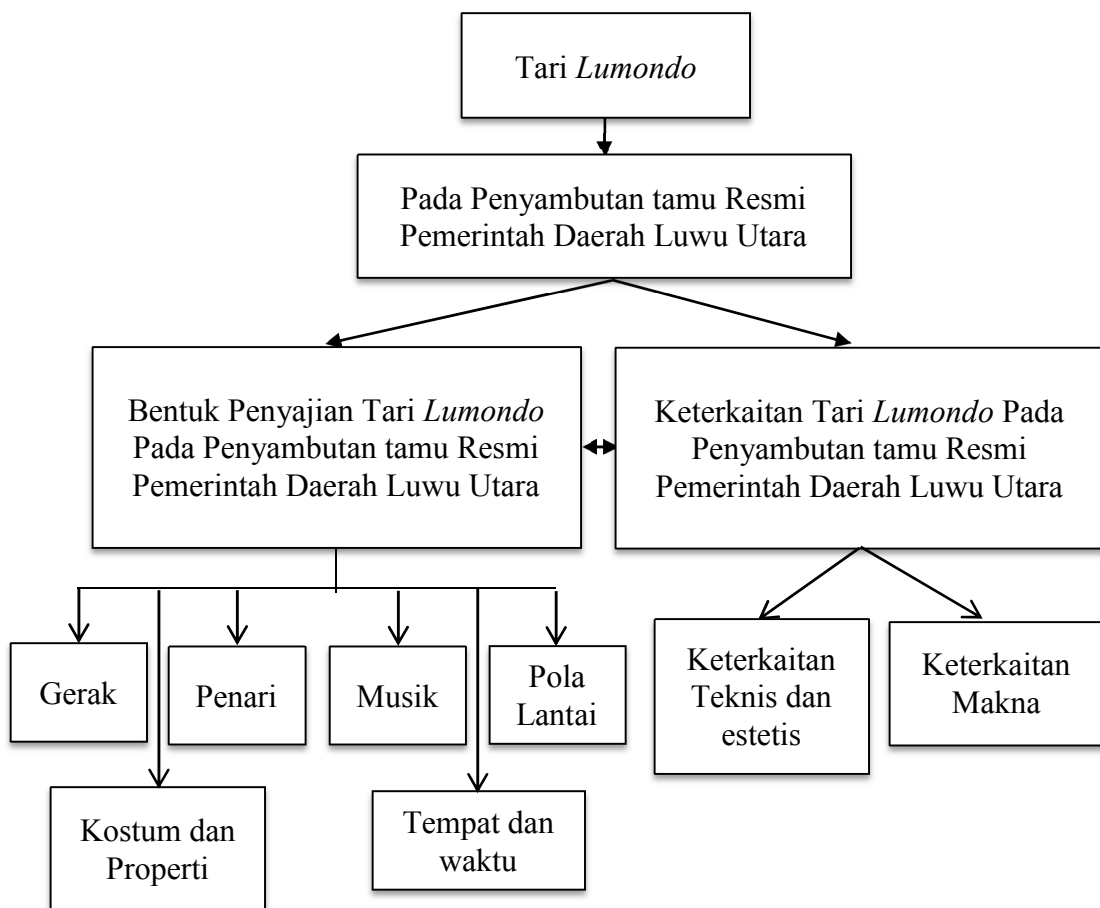 Tari Lumondo
Pada Penyambutan tamu Resmi
Pemerintah Daerah Luwu Utara
Bentuk Penyajian Tari Lumondo
Pada Penyambutan tamu Resmi
Pemerintah Daerah Luwu Utara
Keterkaitan Tari Lumondo Pada
Penyambutan tamu Resmi
Pemerintah Daerah Luwu Utara
Gerak
Penari
Musik
Pola
Lantai
Keterkaitan
Teknis dan
estetis
Keterkaitan
Makna
Kostum dan
Properti
Tempat dan
waktu